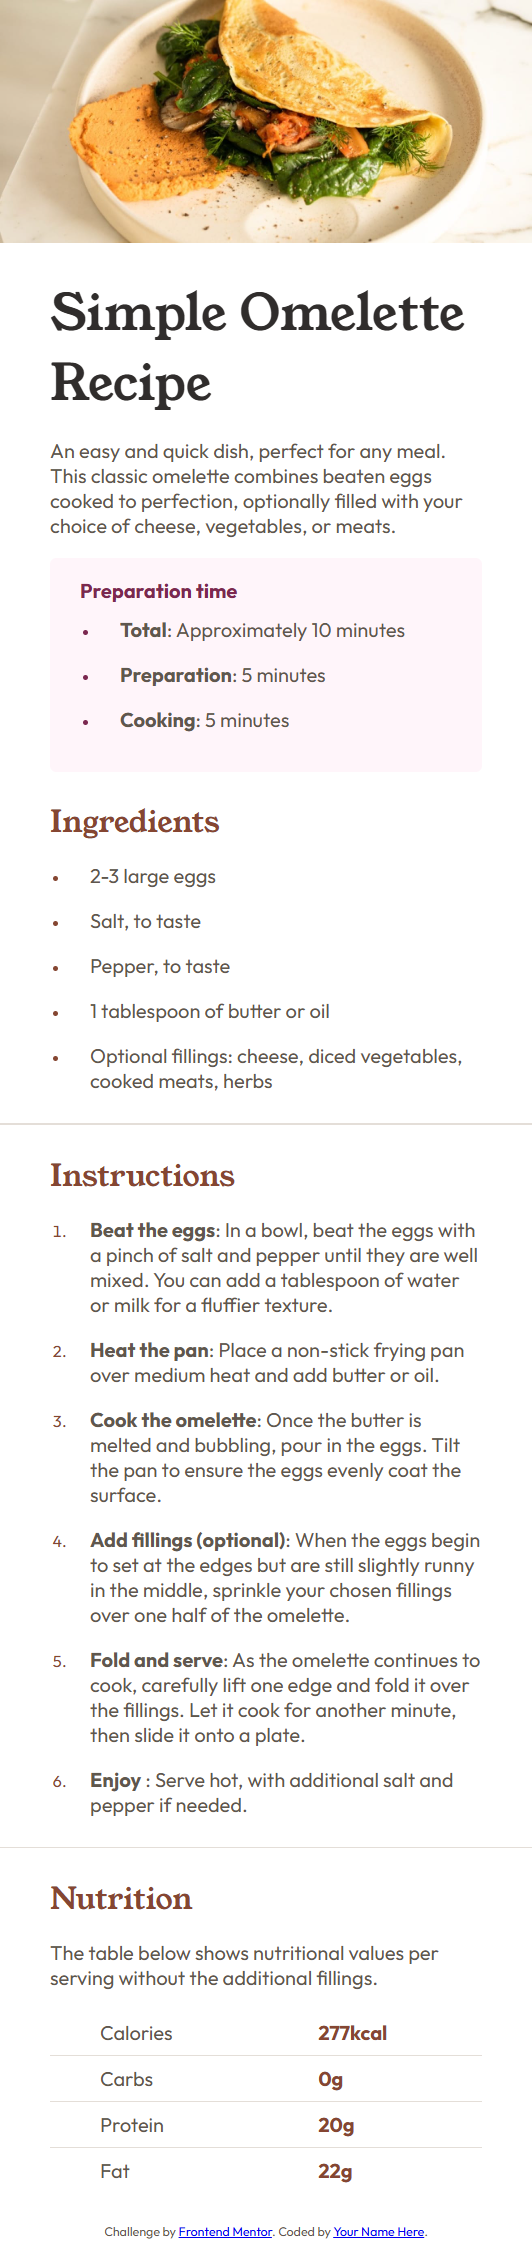 Simple Omelette
Recipe
An easy and quick dish, perfect for any meal.
This classic omelette combines beaten eggs
cooked to perfection, optionally filled with your
choice of cheese, vegetables, or meats.
Preparation time
• Total: Approximately 10 minutes
• Preparation: 5 minutes
• Cooking: 5 minutes
Ingredients
• 2-3 large eggs
• Salt, to taste
• Pepper, to taste
• 1 tablespoon of butter or oil
• Optional fillings: cheese, diced vegetables,
cooked meats, herbs
Instructions
1. Beat the eggs: In a bowl, beat the eggs with
a pinch of salt and pepper until they are well
mixed. You can add a tablespoon of water
or milk for a fluffier texture.
2. Heat the pan: Place a non-stick frying pan
over medium heat and add butter or oil.
3. Cook the omelette: Once the butter is
melted and bubbling, pour in the eggs. Tilt
the pan to ensure the eggs evenly coat the
surface.
4. Add fillings (optional): When the eggs begin
to set at the edges but are still slightly runny
in the middle, sprinkle your chosen fillings
over one half of the omelette.
5. Fold and serve: As the omelette continues to
cook, carefully lift one edge and fold it over
the fillings. Let it cook for another minute,
then slide it onto a plate.
6. Enjoy : Serve hot, with additional salt and
pepper if needed.
Nutrition
The table below shows nutritional values per
serving without the additional fillings.
Calories 277kcal
Carbs 0g
Protein 20g
Fat 22g
Challenge by Frontend Mentor. Coded by Your Name Here.